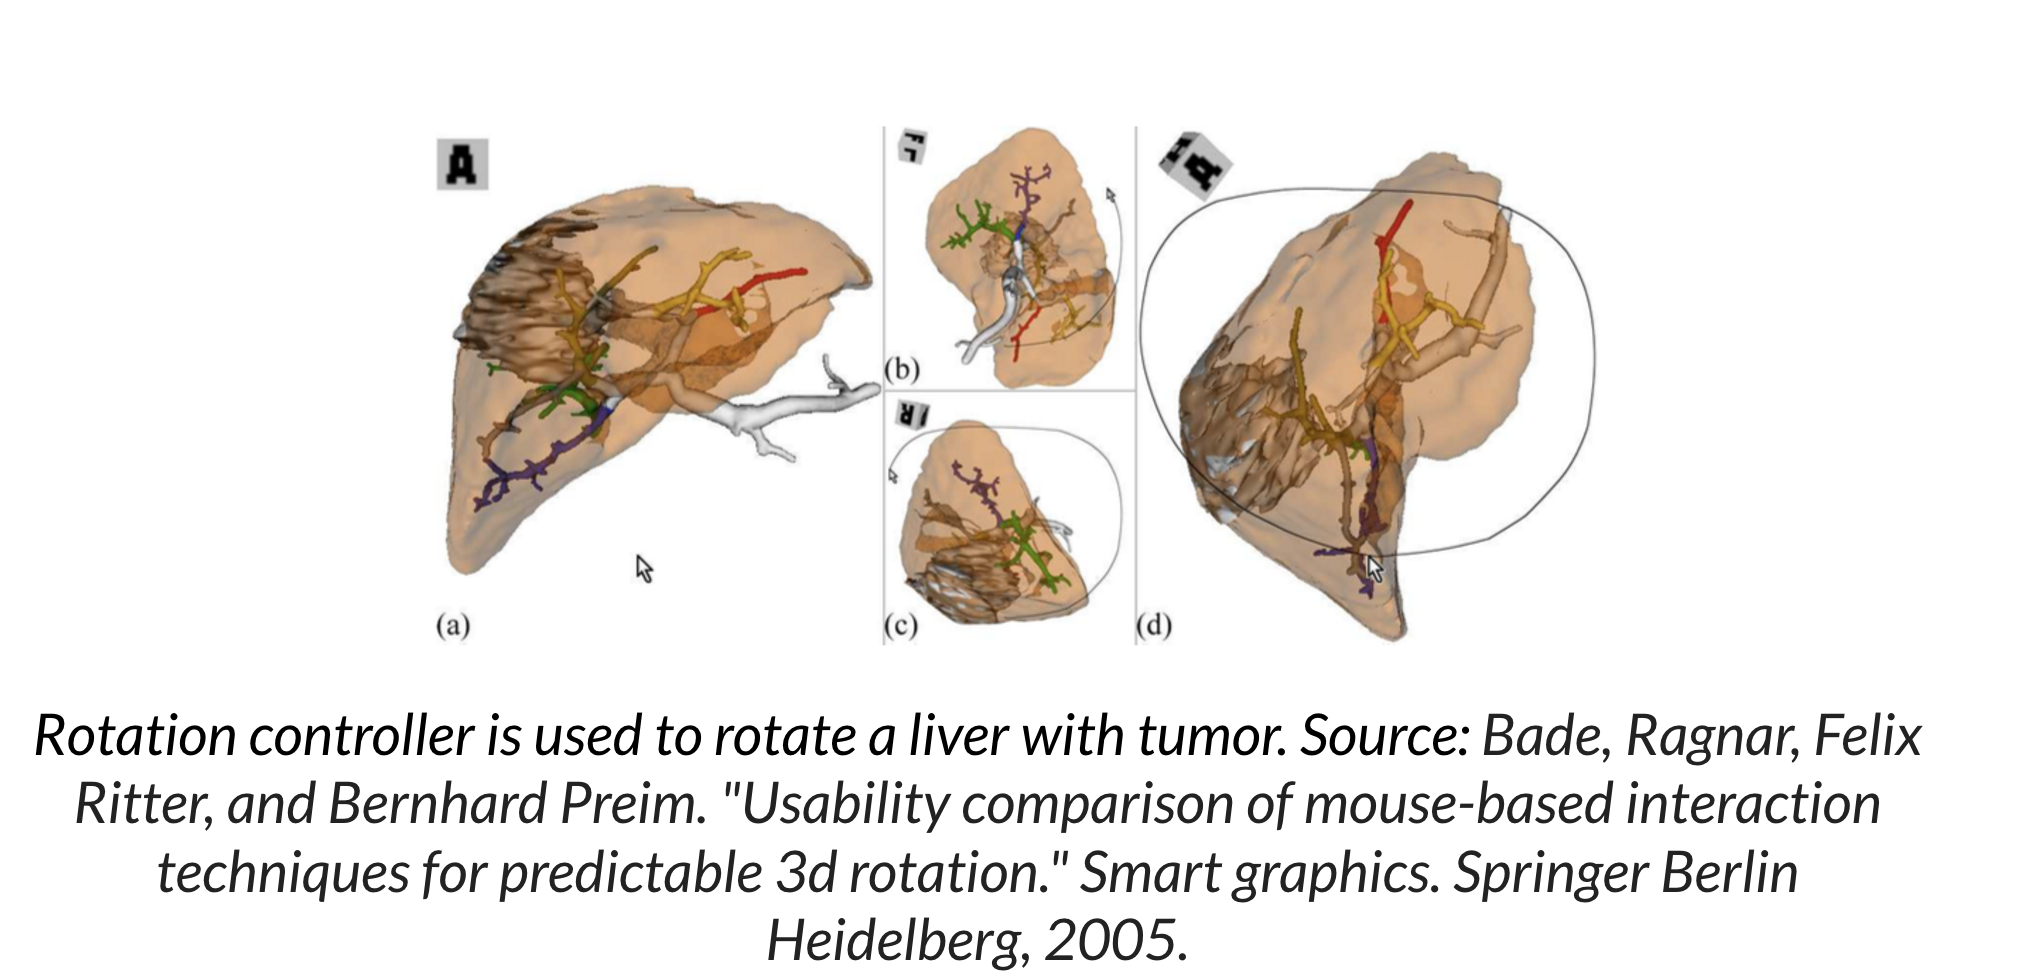 A
(a)
(b)
R
(c)
A
(d)
Rotation controller is used to rotate a liver with tumor. Source: Bade, Ragnar, Felix
Ritter, and Bernhard Preim. "Usability comparison of mouse-based interaction
techniques for predictable 3d rotation." Smart graphics. Springer Berlin
Heidelberg, 2005.